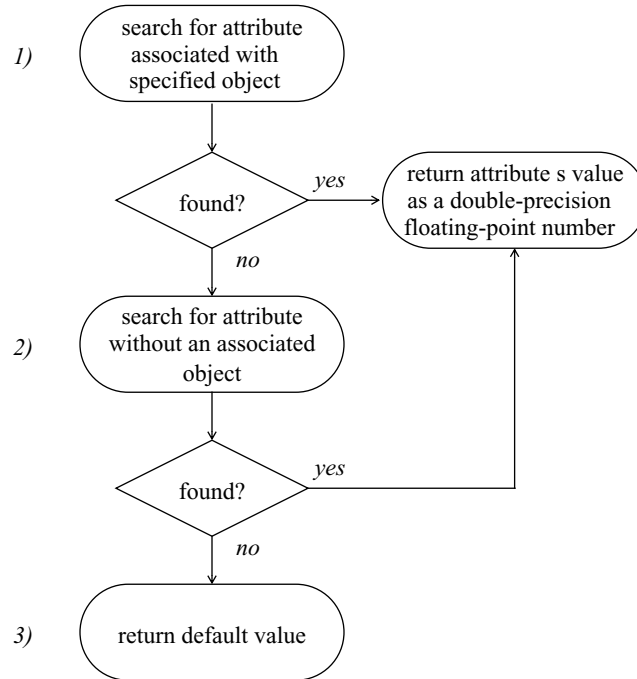 1)
search for attribute
associated with
specified object
found?
yes
return attribute s value
as a double-precision
floating-point number
no
2)
search for attribute
without an associated
object
found?
yes
no
3)
return default value